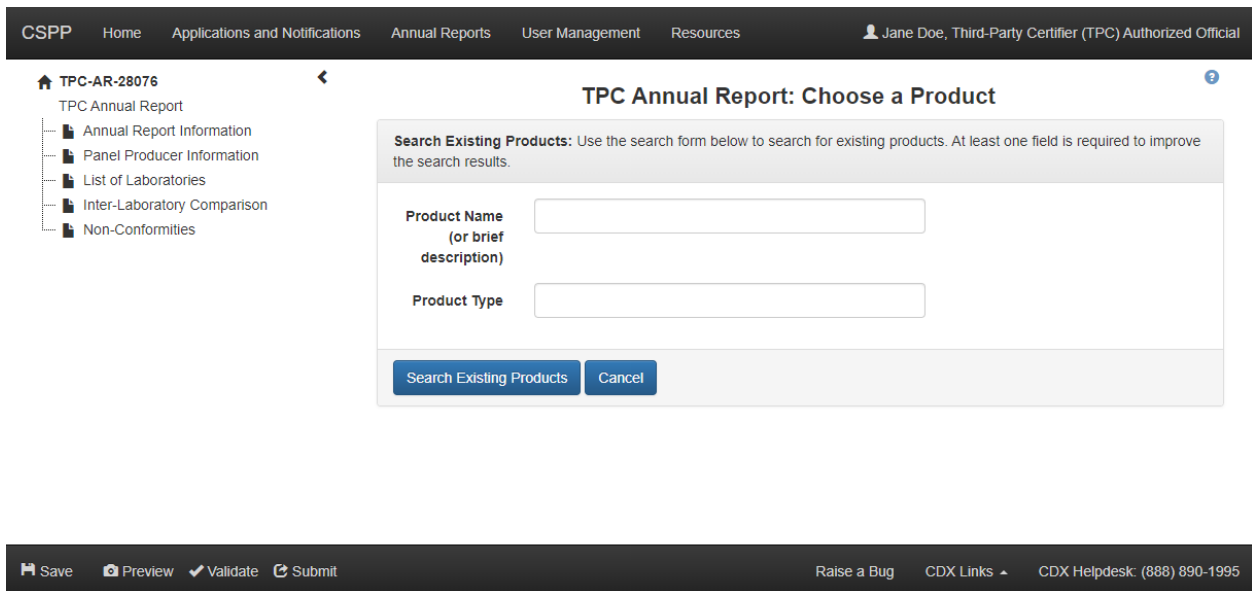 CSPP Home Applications and Notifications Annual Reports User Management Resources Jane Doe, Third-Party Certifier (TPC) Authorized Official
TPC-AR-28076
TPC Annual Report
Annual Report Information
Panel Producer Information
List of Laboratories
Inter-Laboratory Comparison
Non-Conformities
TPC Annual Report: Choose a Product
Search Existing Products: Use the search form below to search for existing products. At least one field is required to improve
the search results.
Product Name
(or brief
description)
Product Type
Search Existing Products Cancel
Save Preview Validate Submit Raise a Bug CDX Links CDX Helpdesk: (888) 890-1995